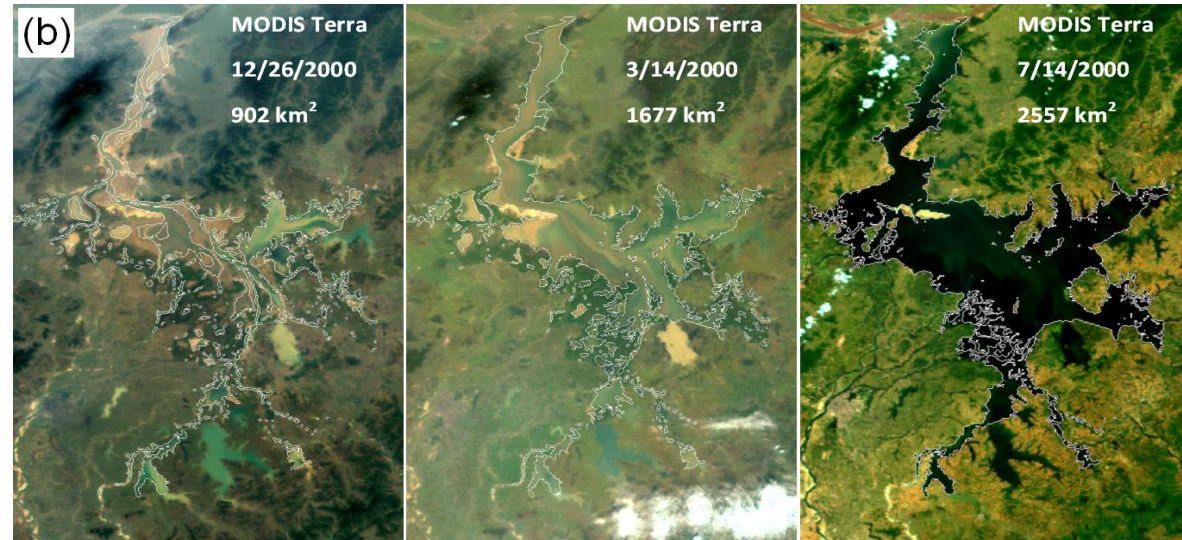 (b)
MODIS Terra
12/26/2000
902 km²
MODIS Terra
3/14/2000
1677 km²
MODIS Terra
7/14/2000
2557 km²